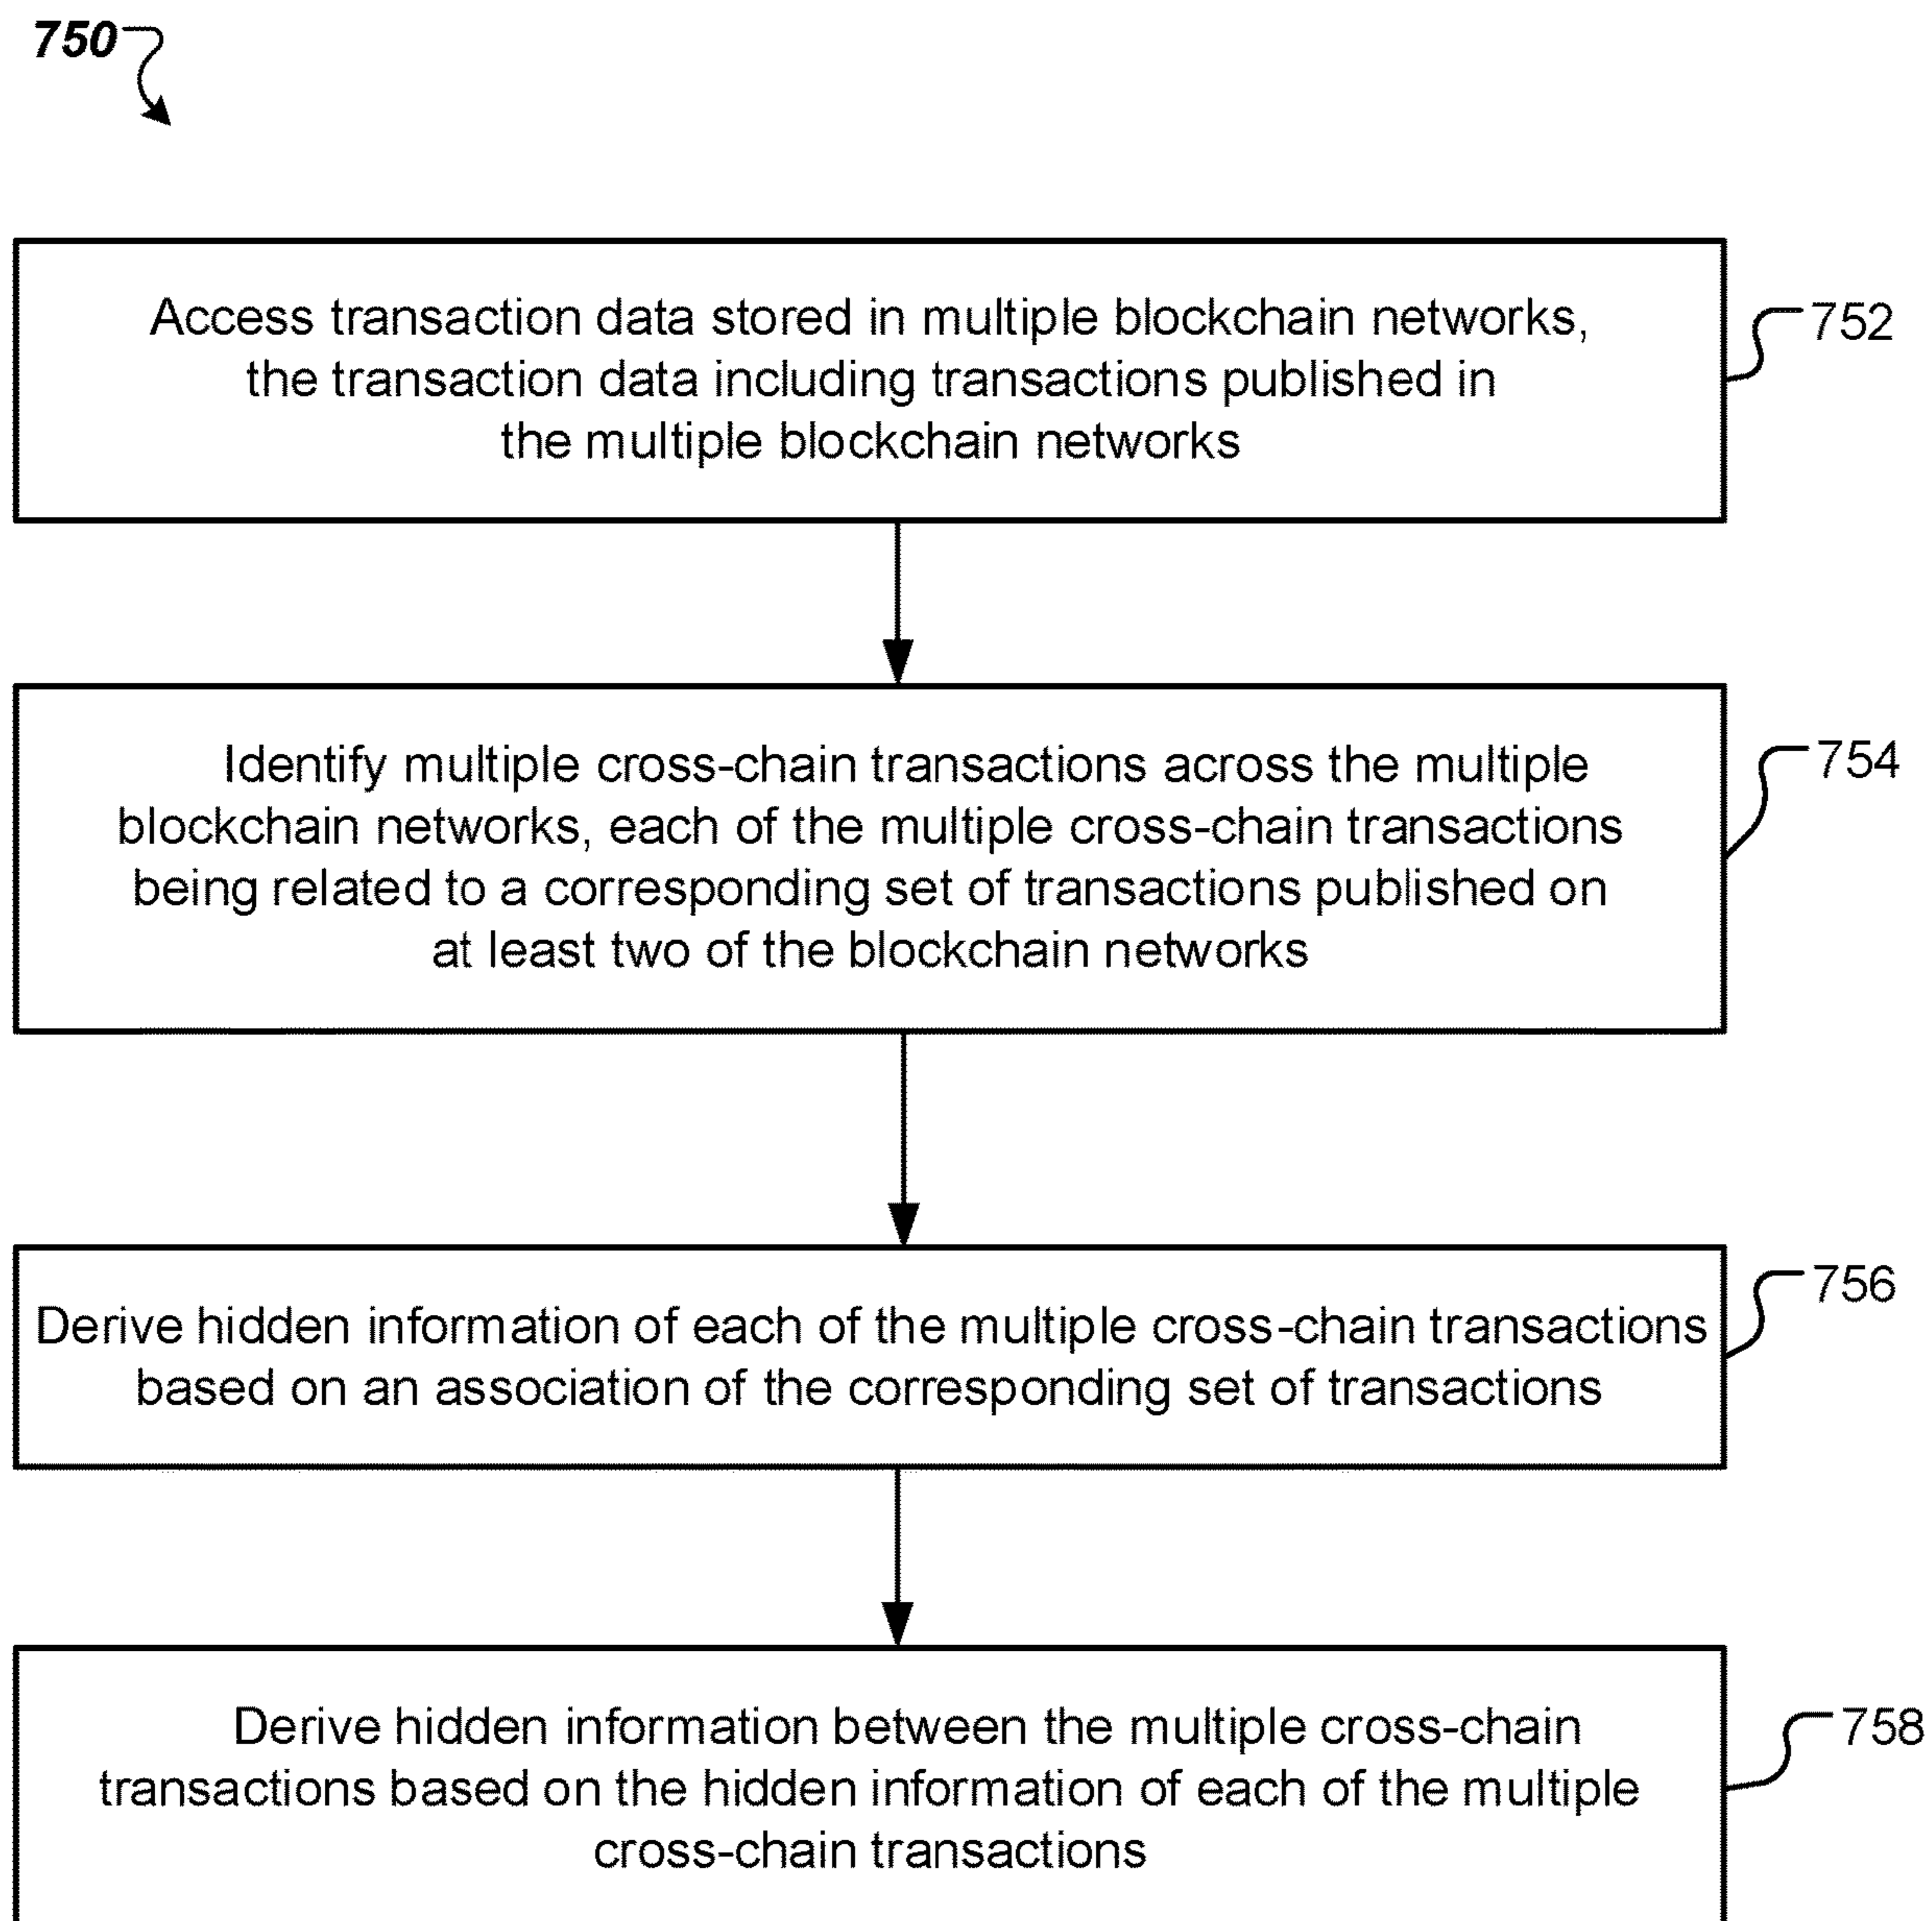 750
Access transaction data stored in multiple blockchain networks,
the transaction data including transactions published in
the multiple blockchain networks
752
Identify multiple cross-chain transactions across the multiple
blockchain networks, each of the multiple cross-chain transactions
being related to a corresponding set of transactions published on
at least two of the blockchain networks
754
Derive hidden information of each of the multiple cross-chain transactions
based on an association of the corresponding set of transactions
756
Derive hidden information between the multiple cross-chain
transactions based on the hidden information of each of the multiple
cross-chain transactions
758